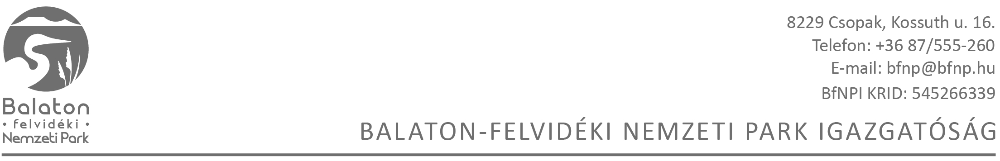 8229 Csopak, Kossuth u. 16.
Telefon: +36 87/555-260
E-mail: bfnp@bfnp.hu
BfNPI KRID: 545266339
Balaton
• felvidéki •
Nemzeti Park
BALATON-FELVIDÉKI NEMZETI PARK IGAZGATÓSÁG